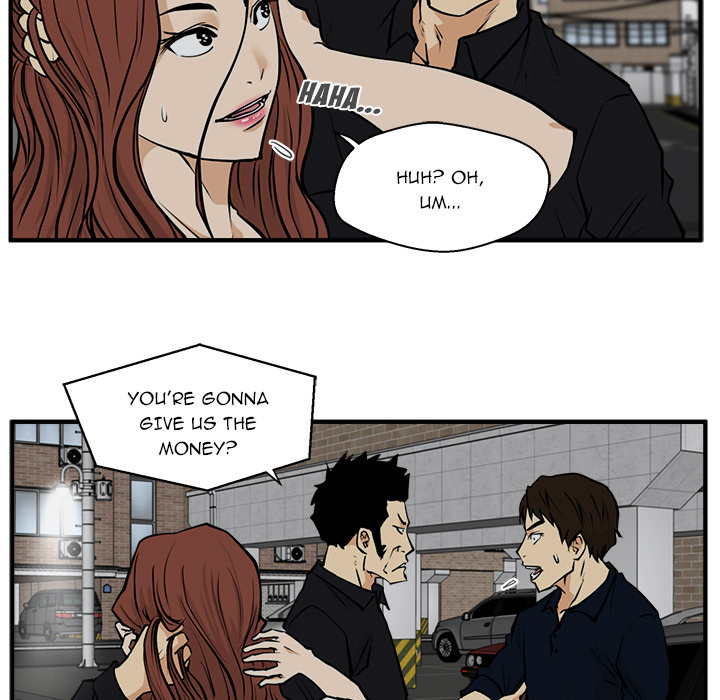 HAHA...
HUH? OH,
UM...
YOU'RE GONNA
GIVE US THE
MONEY?